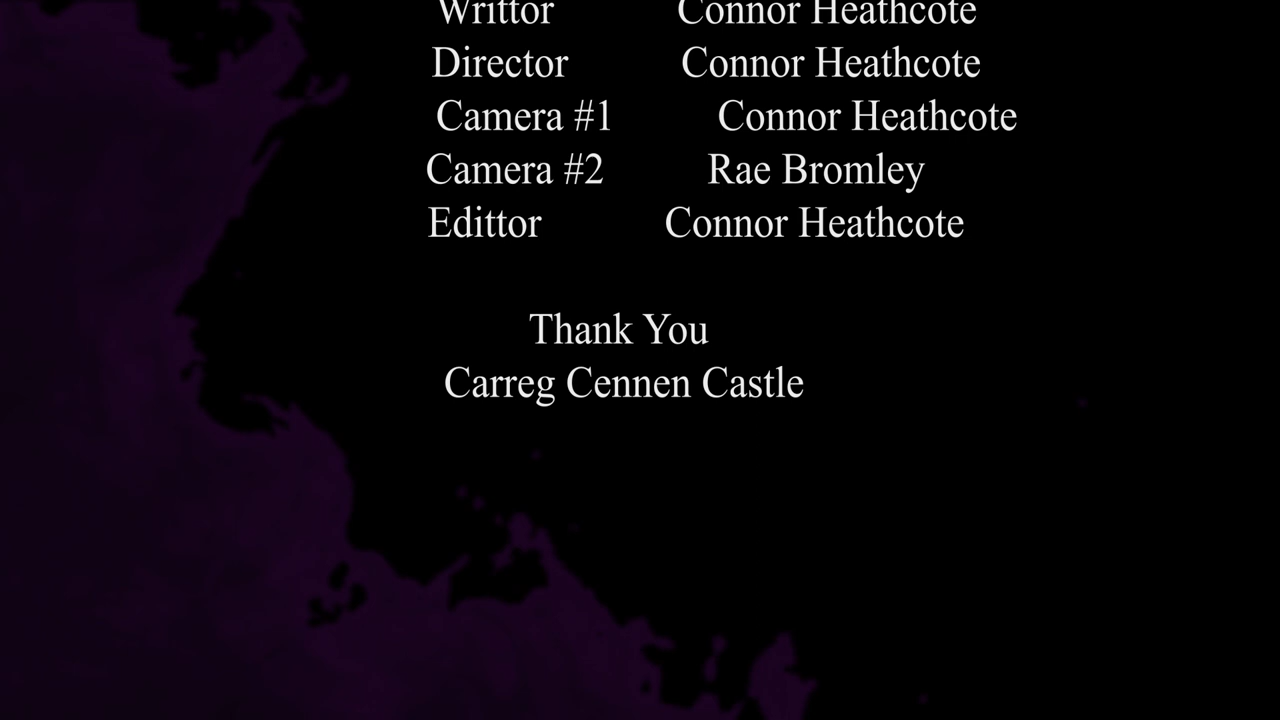 Writtor Connor Heathcote
Director Connor Heathcote
Camera #1 Connor Heathcote
Camera #2 Rae Bromley
Edittor Connor Heathcote
Thank You
Carreg Cennen Castle